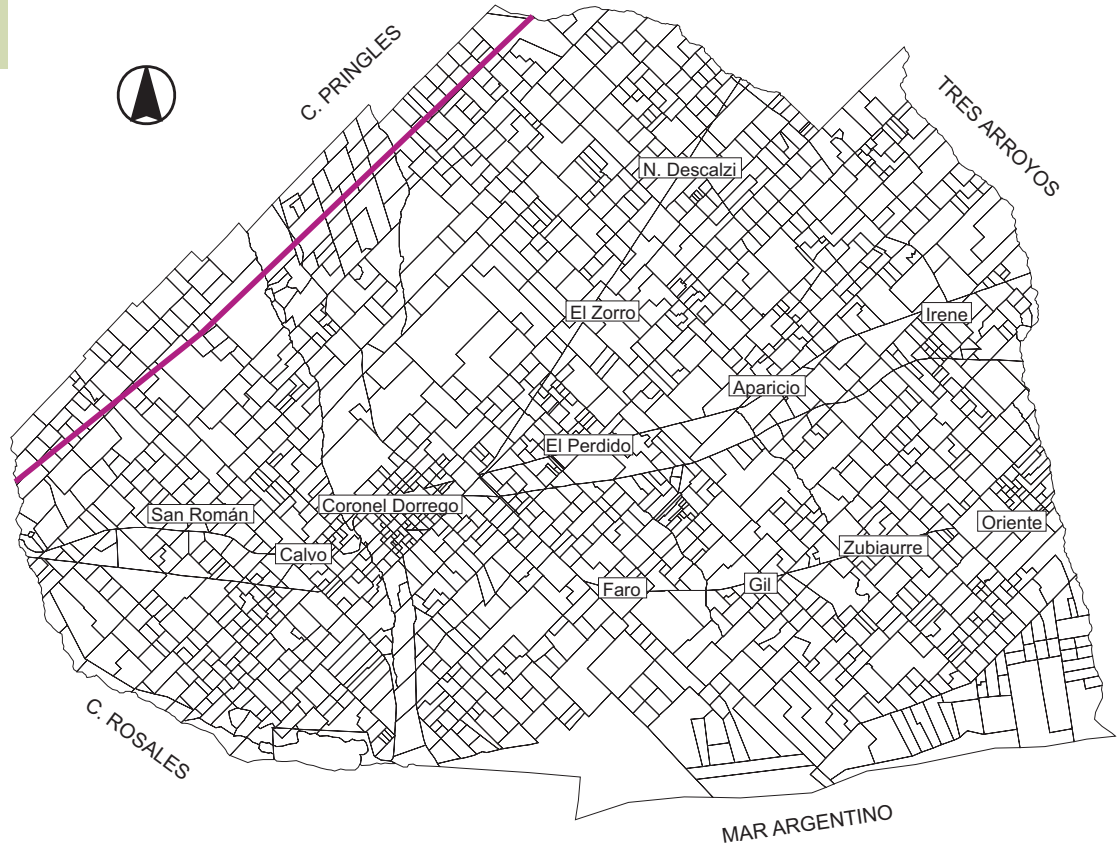 C. PRINGLES
TRES ARROYOS
N. Descalzi
El Zorro
Irene
Aparicio
El Perdido
San Román
Coronel Dorrego
Oriente
Calvo
Zubiaurre
Faro
Gil
C. ROSALES
MAR ARGENTINO